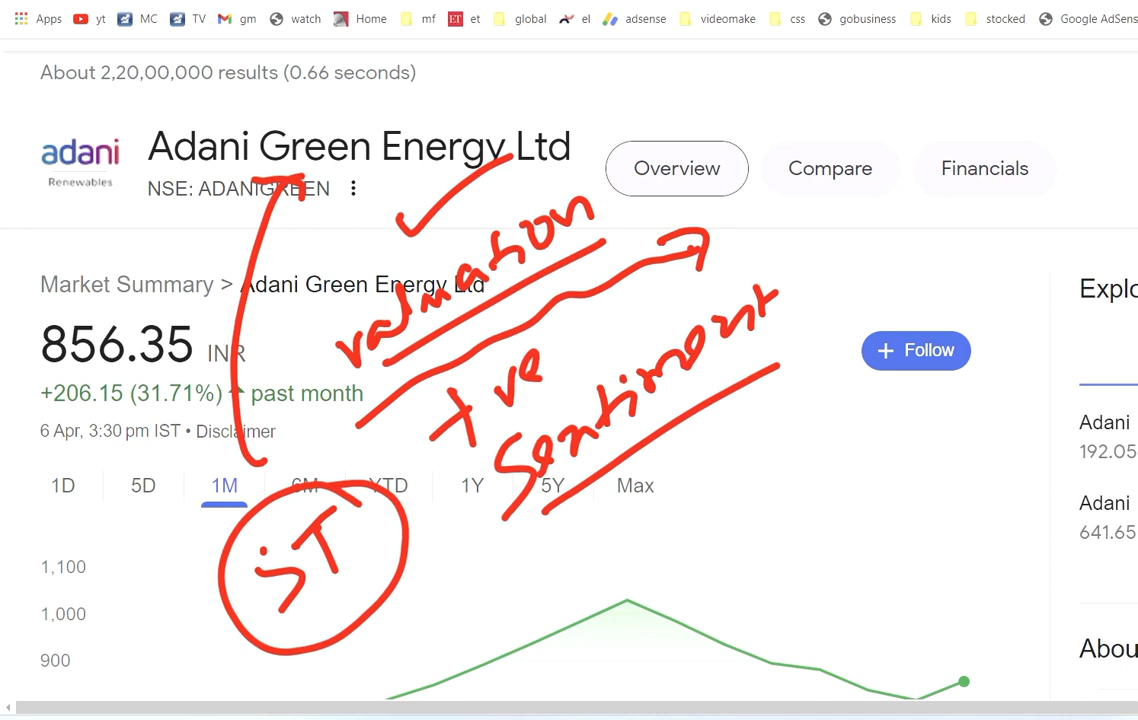 Apps yt MC TV gm watch Home mf ET et global el adsense videomake css gobusiness kids stocked Google AdSens
About 2,20,00,000 results (0.66 seconds)
adani
Renewables
Adani Green Energy Ltd
NSE: ADANIGREEN
Overview Compare Financials
valuation
Market Summary > Adani Green Energy Ltd
Explo
856.35 INR
+ Follow
+206.15 (31.71%) past month
+ve
Sentiment
6 Apr, 3:30 pm IST • Disclaimer
Adani
192.05
1D 5D 1M 6M YTD 1Y 5Y Max
Adani
641.65
1,100
1,000
900
Abou